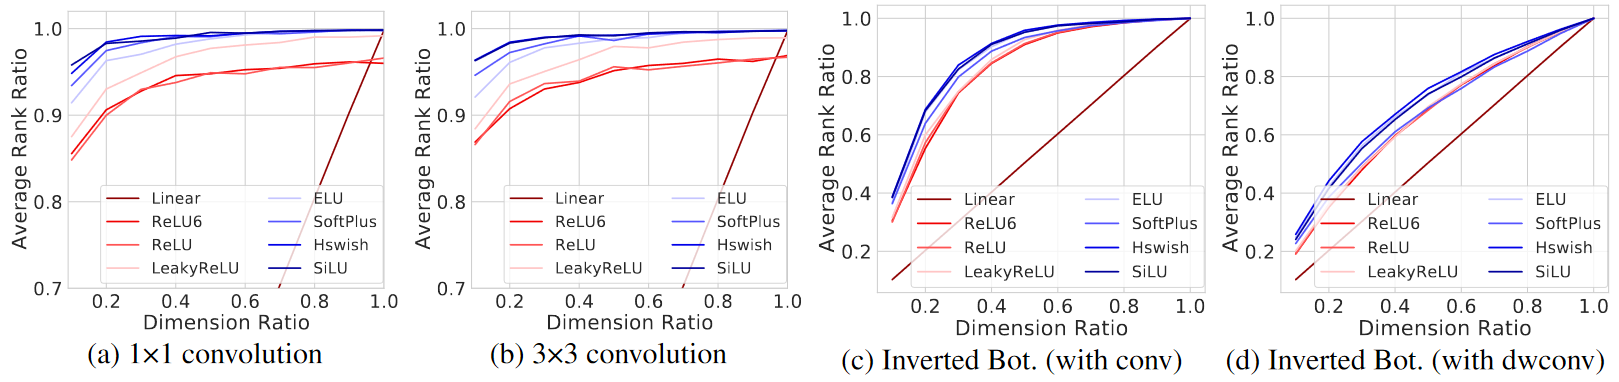 Average Rank Ratio
1.0
0.9
0.8
0.7
Linear
ReLU6
ReLU
LeakyReLU
ELU
SoftPlus
Hswish
SiLU
0.2 0.4 0.6 0.8 1.0
Dimension Ratio
(a) 1×1 convolution
Average Rank Ratio
1.0
0.9
0.8
0.7
Linear
ReLU6
ReLU
LeakyReLU
ELU
SoftPlus
Hswish
SiLU
0.2 0.4 0.6 0.8 1.0
Dimension Ratio
(b) 3×3 convolution
Average Rank Ratio
1.0
0.8
0.6
0.4
0.2
Linear
ReLU6
ReLU
LeakyReLU
ELU
SoftPlus
Hswish
SiLU
0.2 0.4 0.6 0.8 1.0
Dimension Ratio
(c) Inverted Bot. (with conv)
Average Rank Ratio
1.0
0.8
0.6
0.4
0.2
Linear
ReLU6
ReLU
LeakyReLU
ELU
SoftPlus
Hswish
SiLU
0.2 0.4 0.6 0.8 1.0
Dimension Ratio
(d) Inverted Bot. (with dwconv)